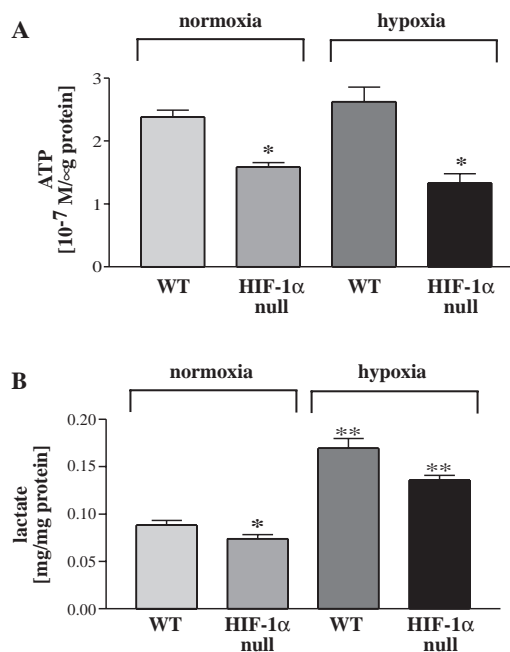 A
normoxia hypoxia
ATP
[10⁻⁷ M/∝g protein]
3
2
1
0
* *
WT HIF-1α null WT HIF-1α null
B
normoxia hypoxia
lactate
[mg/mg protein]
0.20
0.15
0.10
0.05
0.00
* ** **
WT HIF-1α null WT HIF-1α null